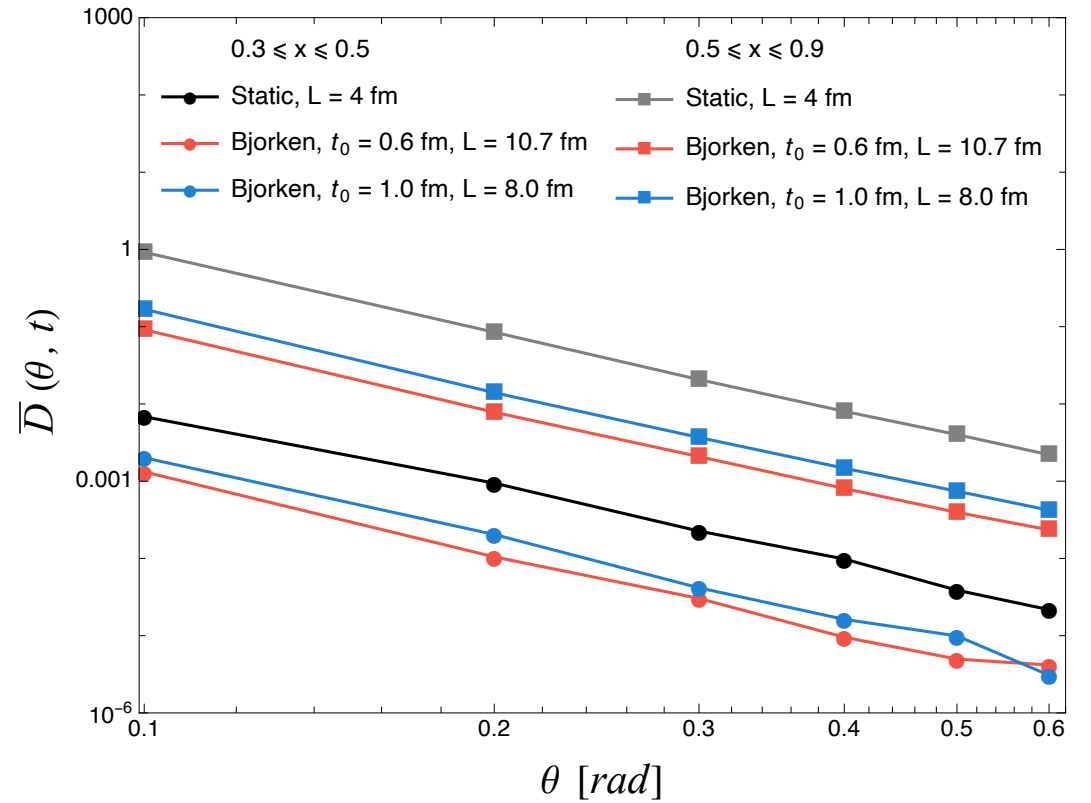 1000
0.3 ⩽ x ⩽ 0.5
Static, L = 4 fm
Bjorken, t₀ = 0.6 fm, L = 10.7 fm
Bjorken, t₀ = 1.0 fm, L = 8.0 fm
0.5 ⩽ x ⩽ 0.9
Static, L = 4 fm
Bjorken, t₀ = 0.6 fm, L = 10.7 fm
Bjorken, t₀ = 1.0 fm, L = 8.0 fm
1
D̅ (θ, t)
0.001
10⁻⁶
0.1 0.2 0.3 0.4 0.5 0.6
θ [rad]